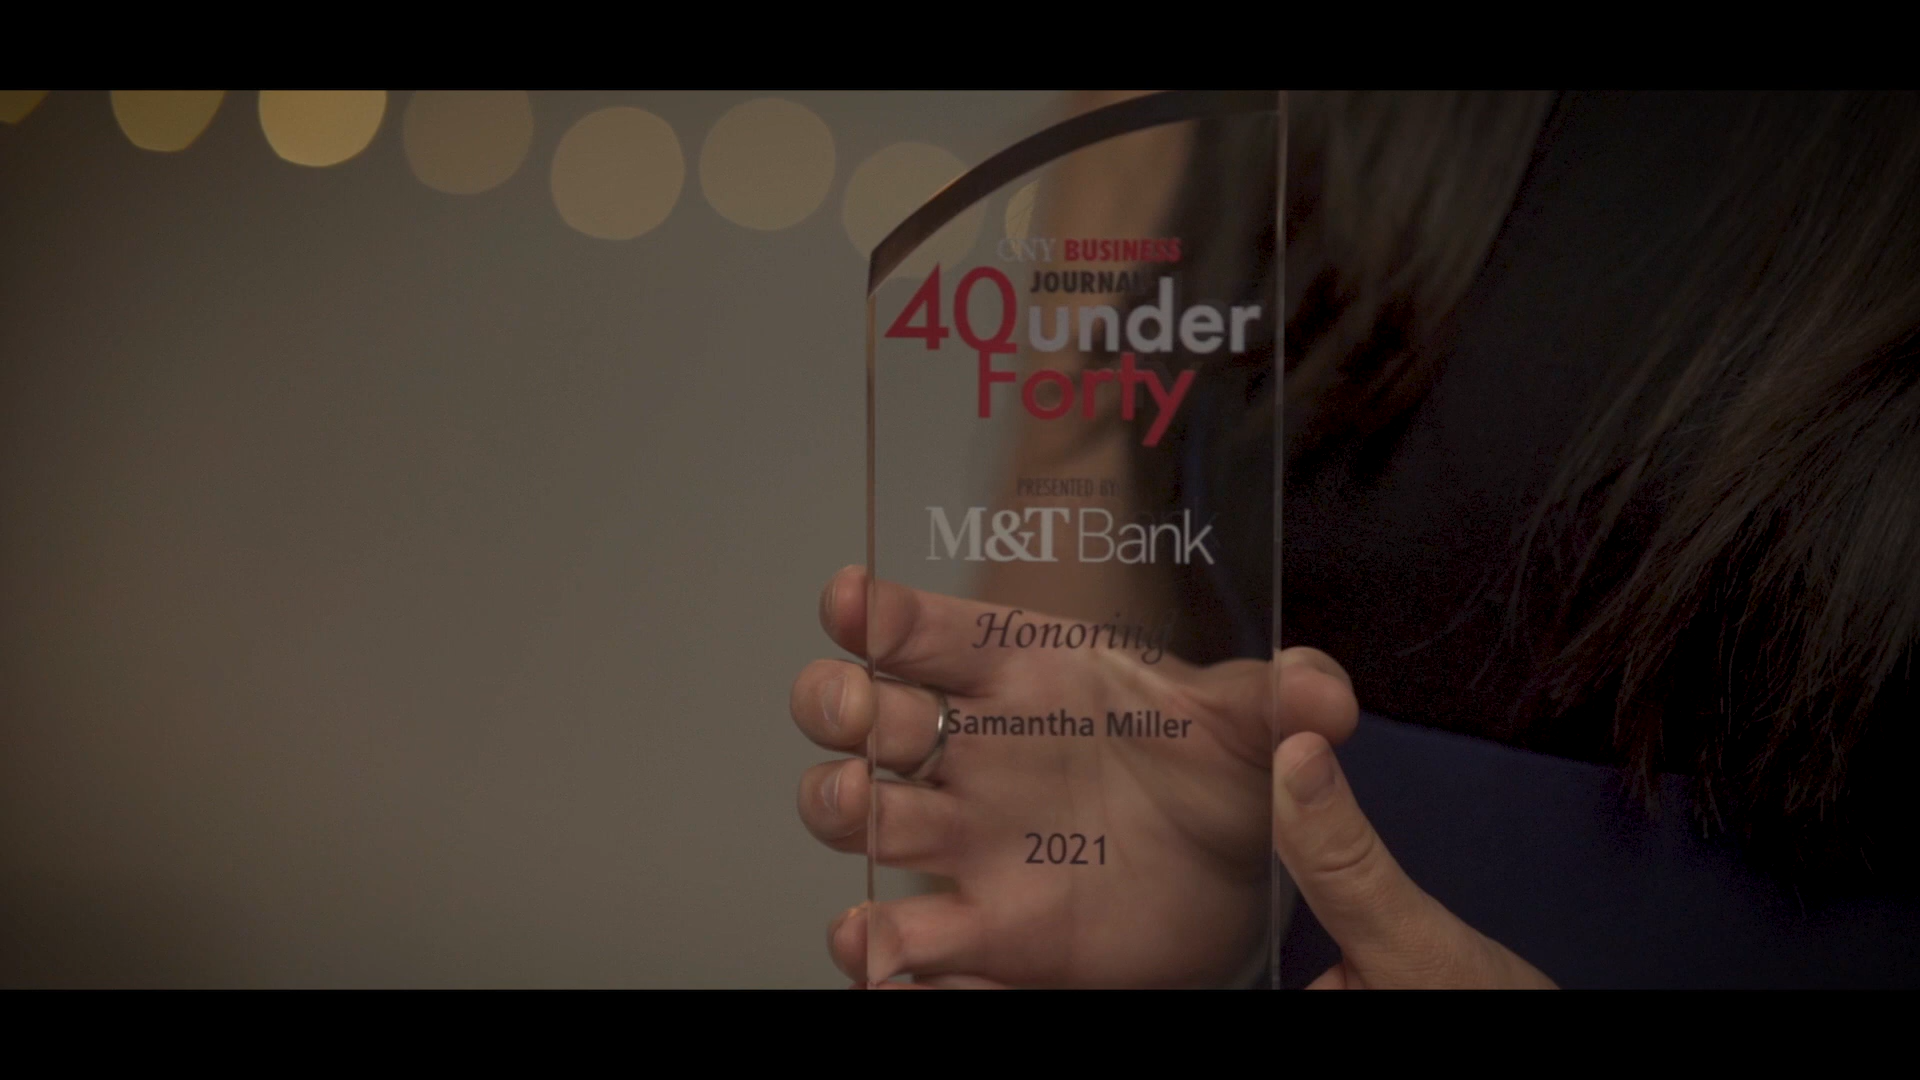 CNY BUSINESS
JOURNAL
40 under
Forty
PRESENTED BY:
M&T Bank
Honoring
Samantha Miller
2021